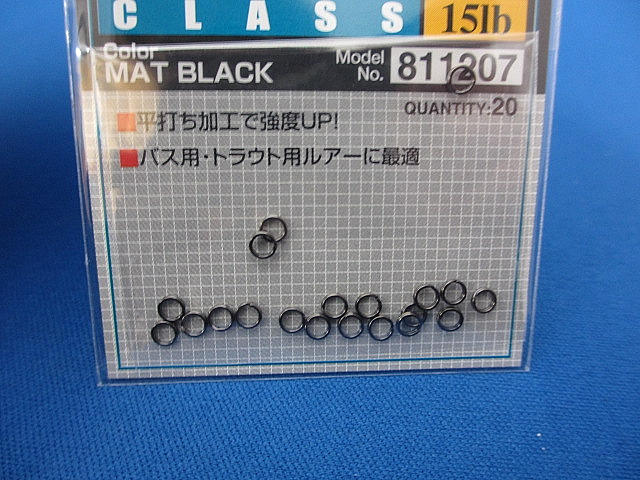 CLASS 15lb
Color
MAT BLACK
Model No. 811207
QUANTITY:20
■平打ち加工で強度UP!
■バス用・トラウト用ルアーに最適